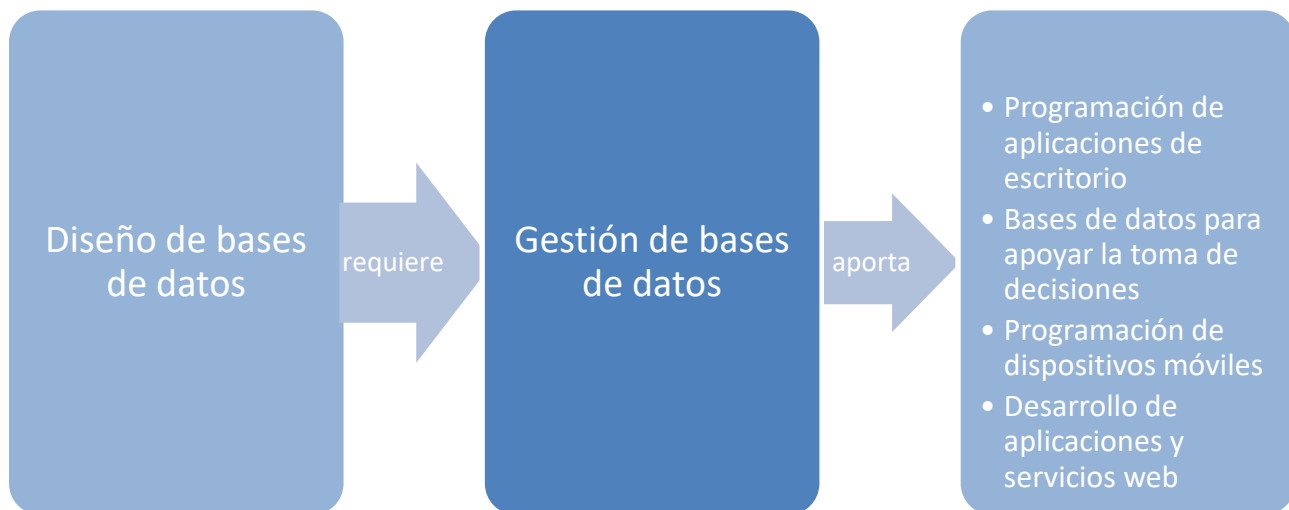 Diseño de bases
de datos
requiere
Gestión de bases
de datos
aporta
• Programación de
aplicaciones de
escritorio
• Bases de datos para
apoyar la toma de
decisiones
• Programación de
dispositivos móviles
• Desarrollo de
aplicaciones y
servicios web